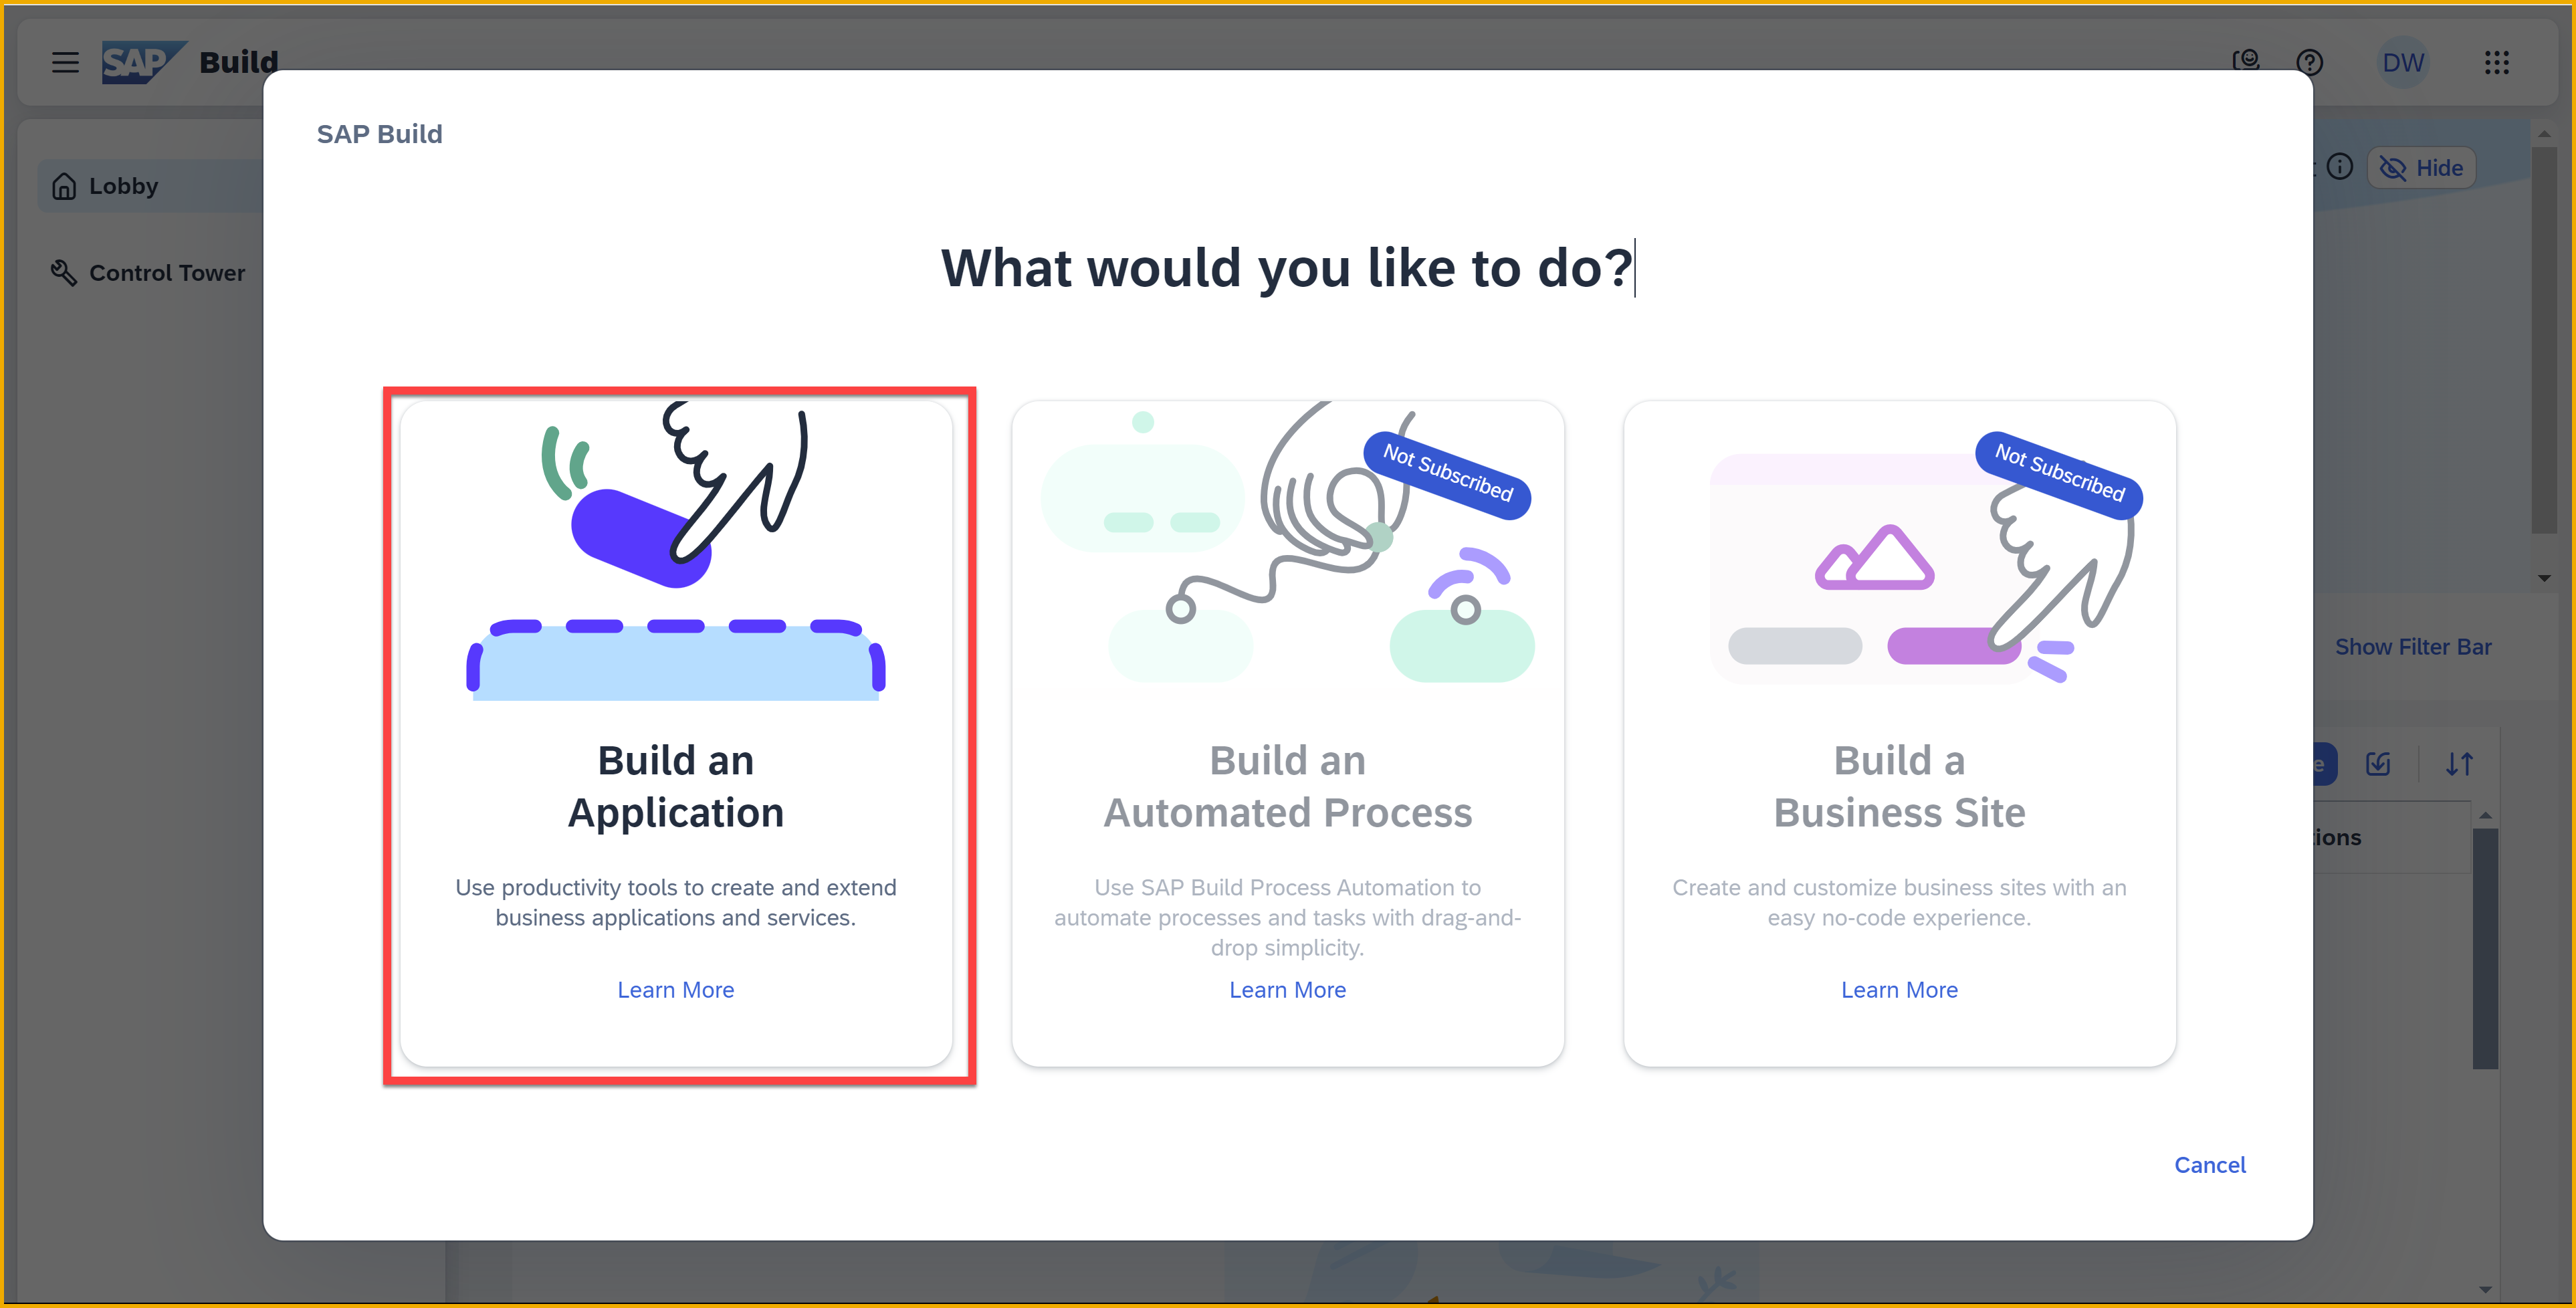 SAP Build
DW
Lobby
Control Tower
Hide
SAP Build
What would you like to do?
Not Subscribed
Not Subscribed
Build an
Application
Use productivity tools to create and extend
business applications and services.
Learn More
Build an
Automated Process
Use SAP Build Process Automation to
automate processes and tasks with drag-and-
drop simplicity.
Learn More
Build a
Business Site
Create and customize business sites with an
easy no-code experience.
Learn More
Show Filter Bar
Cancel